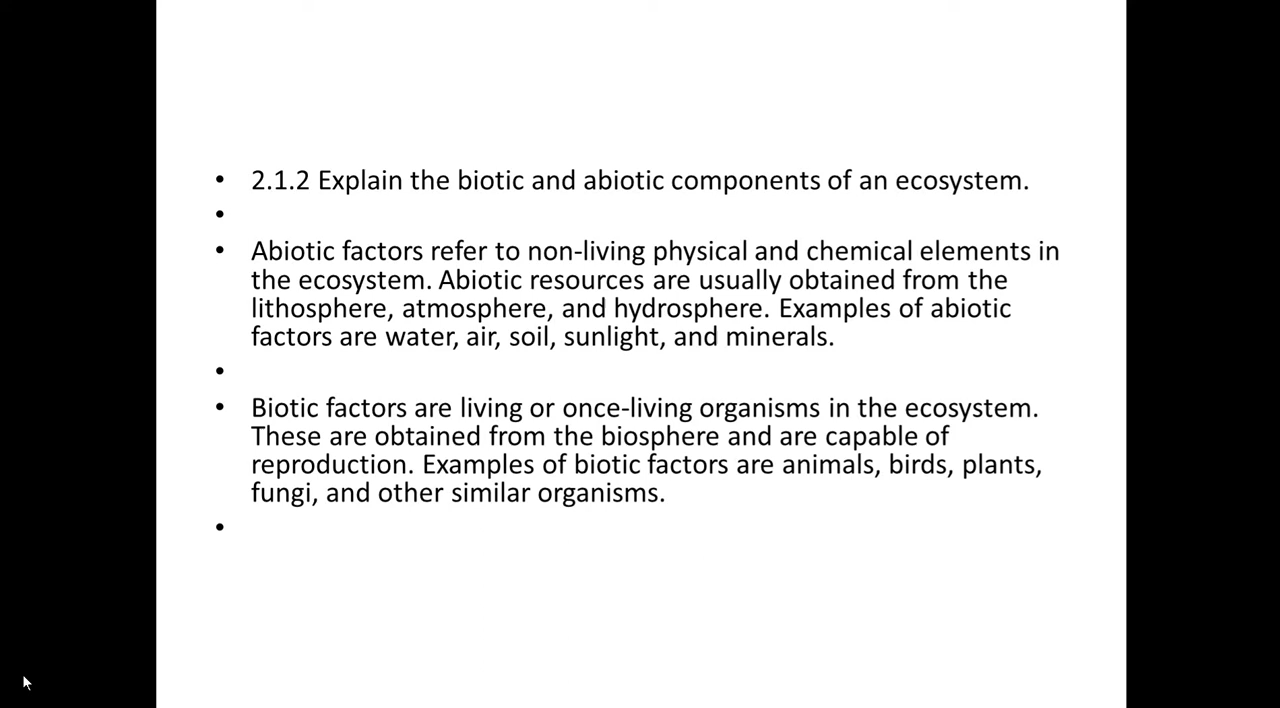 • 2.1.2 Explain the biotic and abiotic components of an ecosystem.
•
• Abiotic factors refer to non-living physical and chemical elements in
the ecosystem. Abiotic resources are usually obtained from the
lithosphere, atmosphere, and hydrosphere. Examples of abiotic
factors are water, air, soil, sunlight, and minerals.
•
• Biotic factors are living or once-living organisms in the ecosystem.
These are obtained from the biosphere and are capable of
reproduction. Examples of biotic factors are animals, birds, plants,
fungi, and other similar organisms.
•